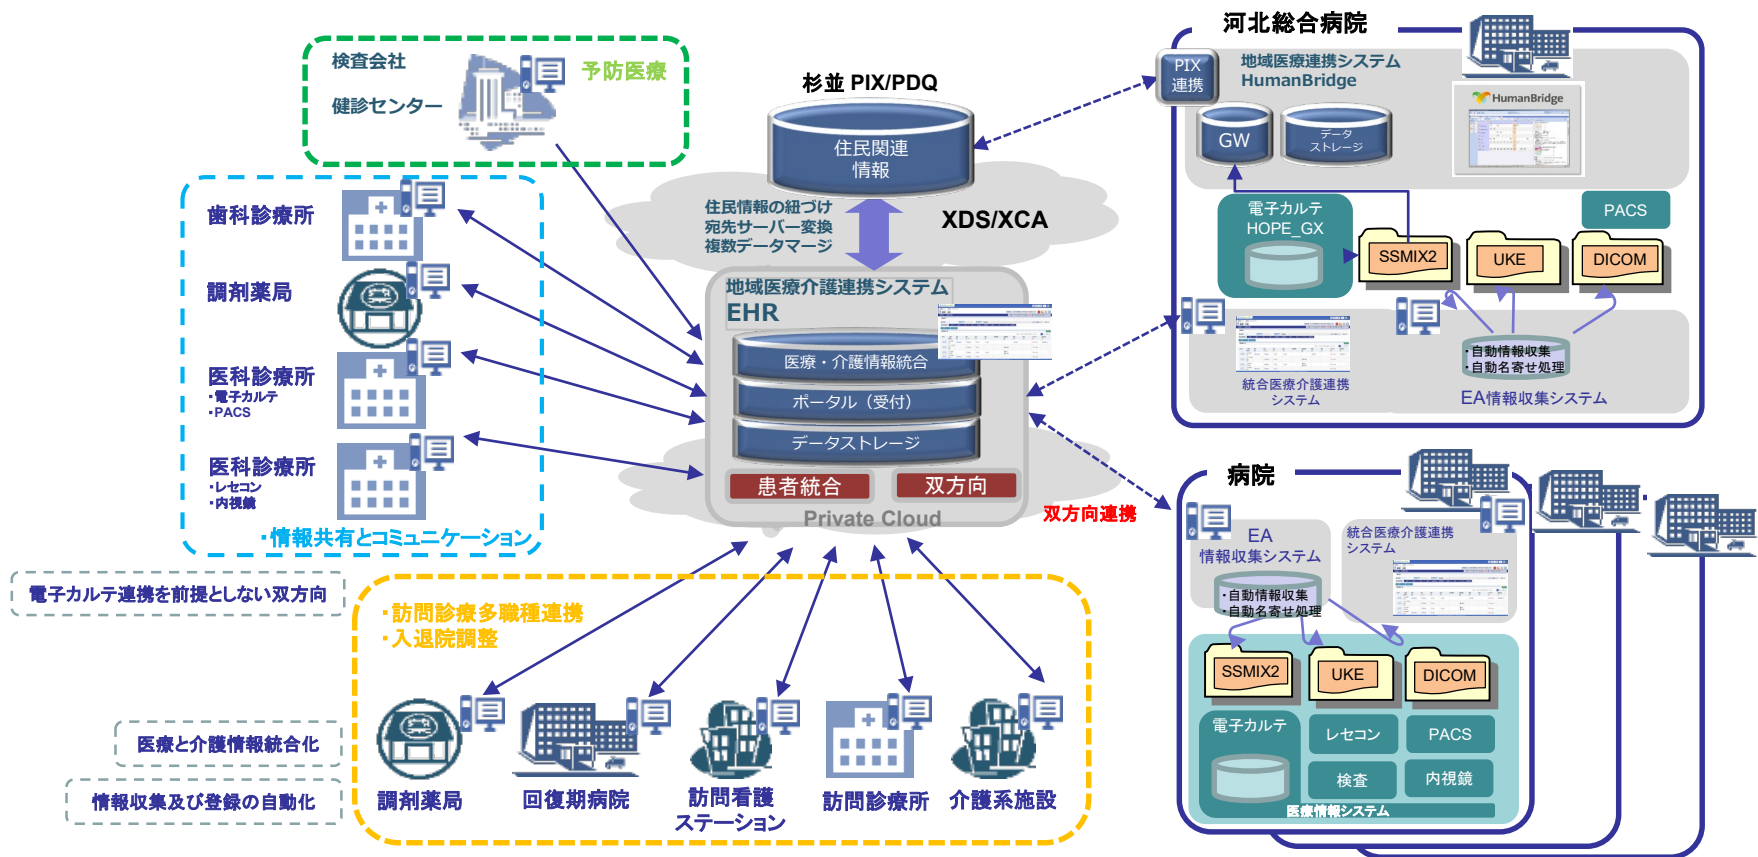 検査会社
健診センター
予防医療
歯科診療所
調剤薬局
医科診療所
・電子カルテ
・PACS
医科診療所
・レセコン
・内視鏡
・情報共有とコミュニケーション
杉並 PIX/PDQ
住民関連
情報
住民情報の紐づけ
宛先サーバー変換
複数データマージ
XDS/XCA
地域医療介護連携システム
EHR
医療・介護情報統合
ポータル（受付）
データストレージ
患者統合
双方向
Private Cloud
双方向連携
河北総合病院
PIX
連携
地域医療連携システム
HumanBridge
GW
データ
ストレージ
HumanBridge
電子カルテ
HOPE_GX
PACS
SSMIX2
UKE
DICOM
統合医療介護連携
システム
・自動情報収集
・自動名寄せ処理
EA情報収集システム
病院
EA
情報収集システム
・自動情報収集
・自動名寄せ処理
統合医療介護連携
システム
SSMIX2
UKE
DICOM
電子カルテ
レセコン
PACS
検査
内視鏡
医療情報システム
電子カルテ連携を前提としない双方向
医療と介護情報統合化
情報収集及び登録の自動化
・訪問診療多職種連携
・入退院調整
調剤薬局
回復期病院
訪問看護
ステーション
訪問診療所
介護系施設